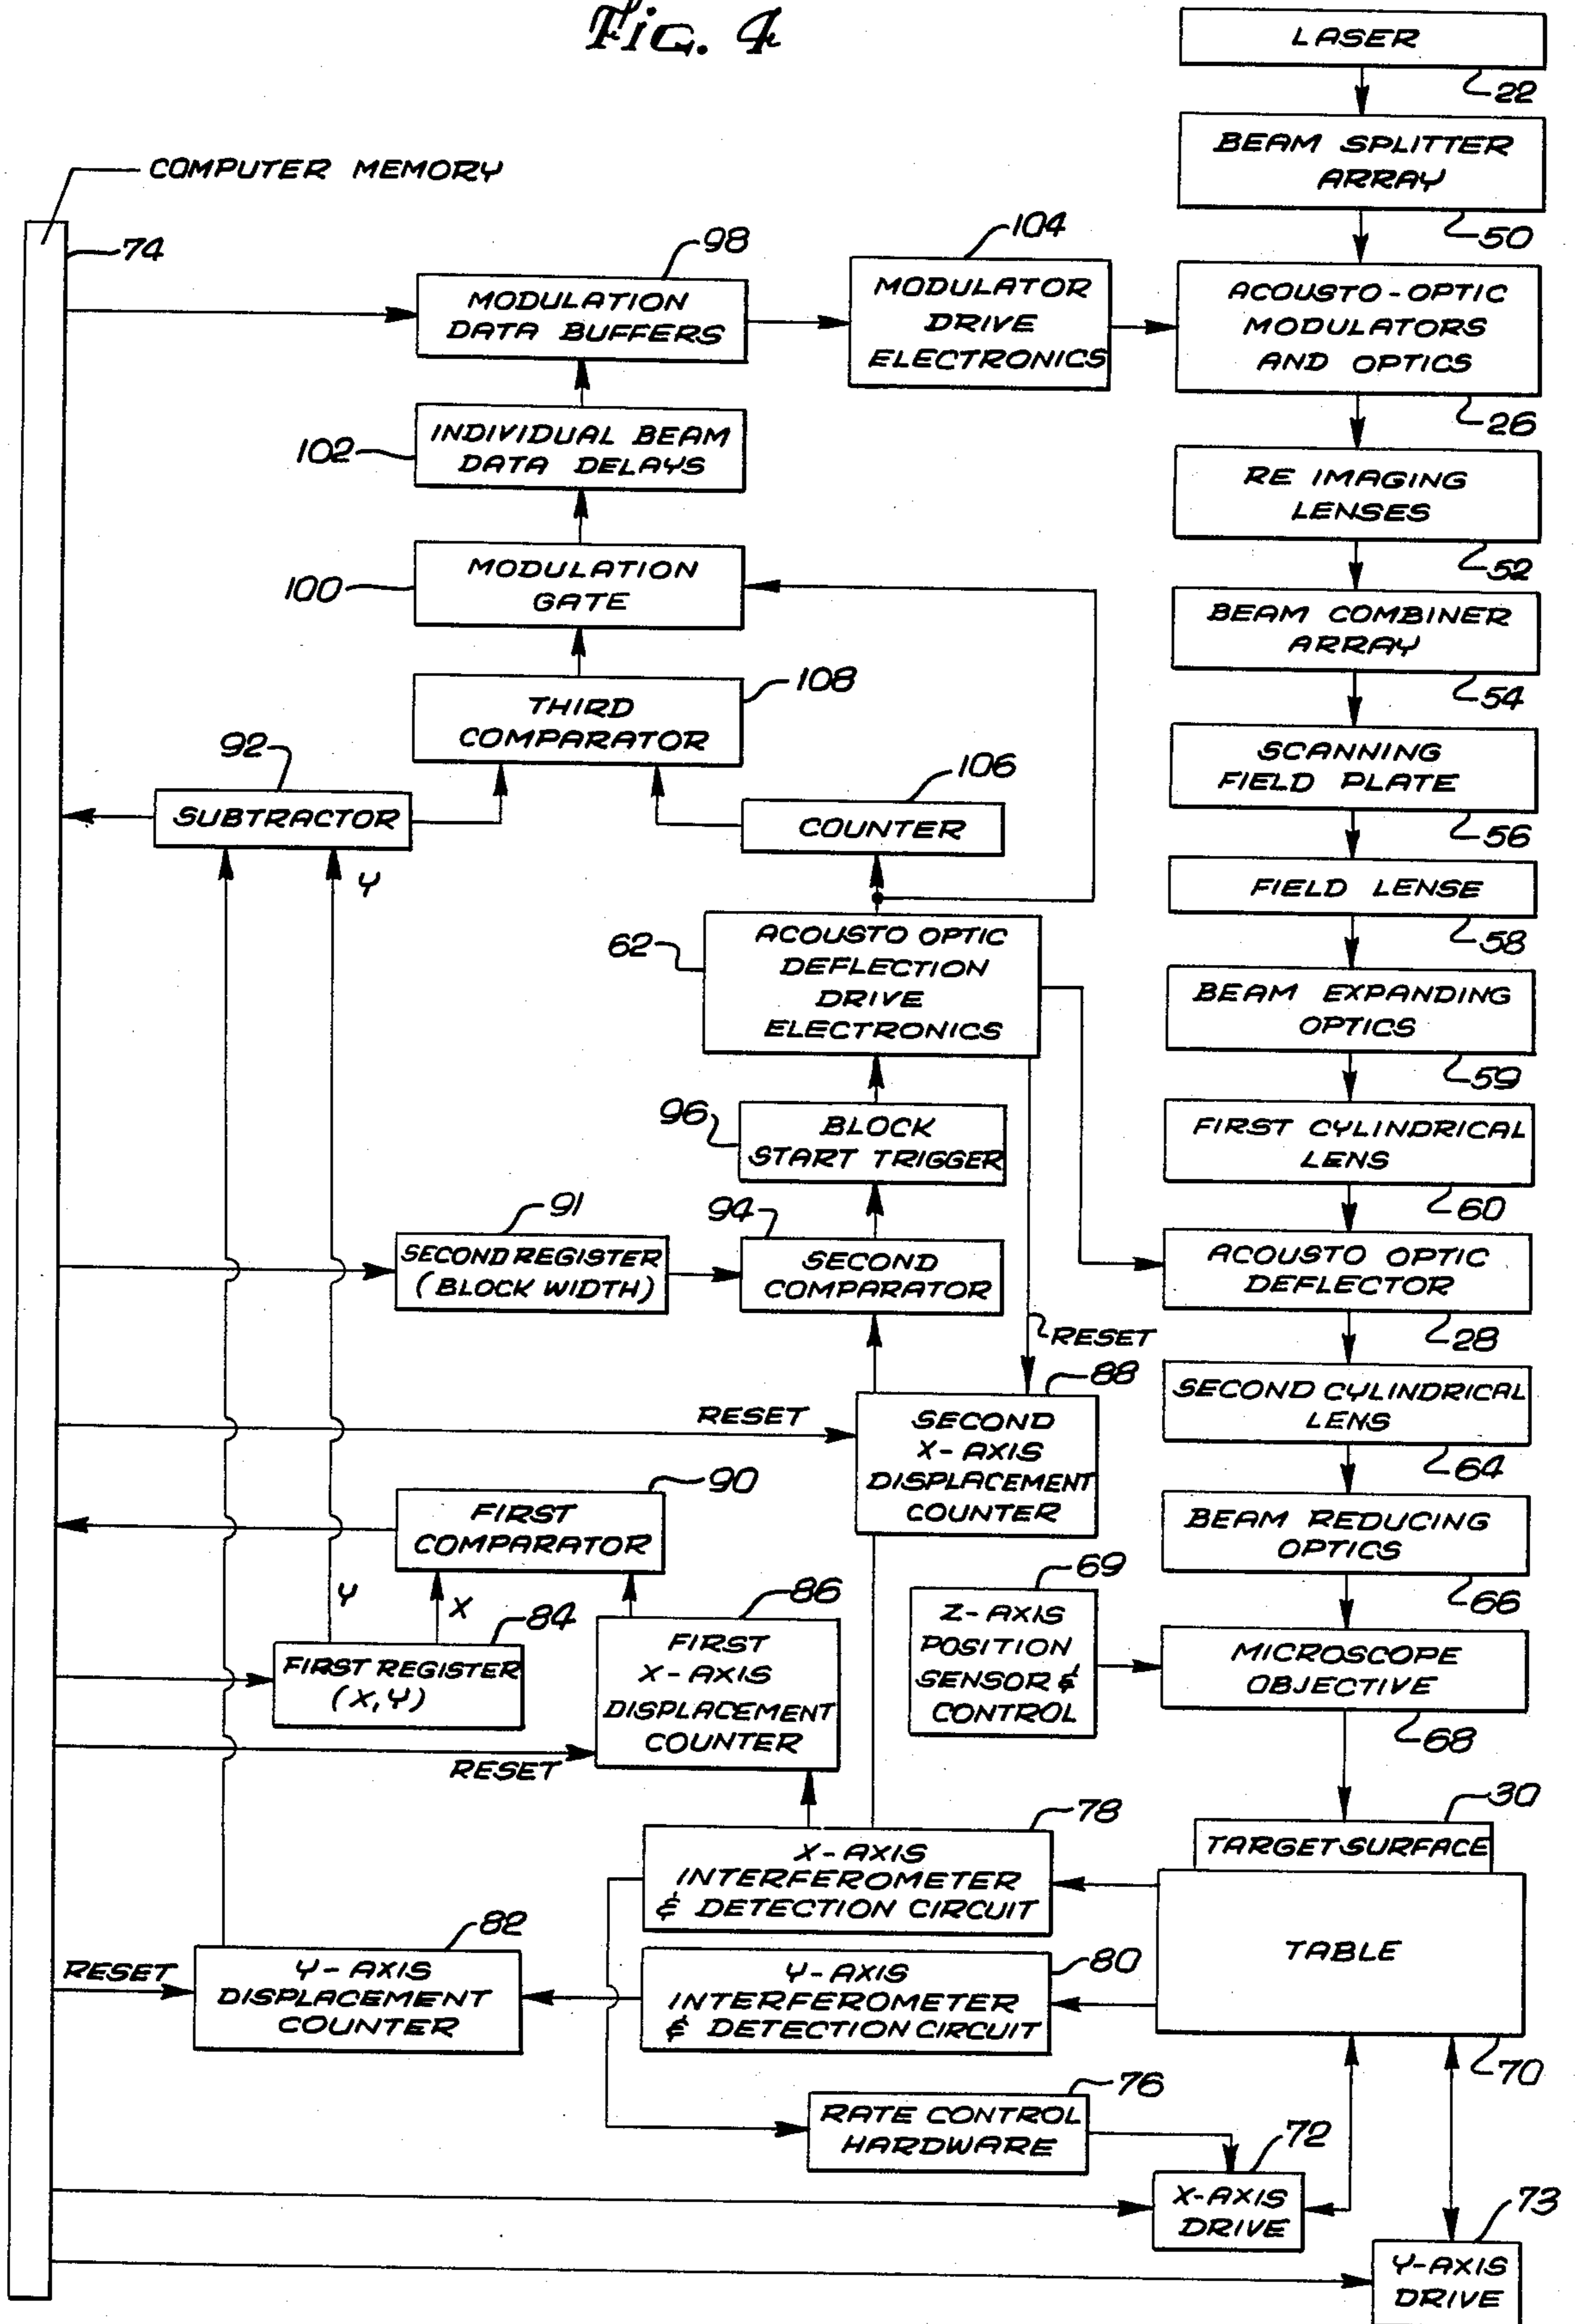 Fig. 4
LASER
22
BEAM SPLITTER
ARRAY
50
COMPUTER MEMORY
74
98
MODULATION
DATA BUFFERS
104
MODULATOR
DRIVE
ELECTRONICS
ACOUSTO-OPTIC
MODULATORS
AND OPTICS
26
102
INDIVIDUAL BEAM
DATA DELAYS
RE IMAGING
LENSES
52
100
MODULATION
GATE
BEAM COMBINER
ARRAY
54
108
THIRD
COMPARATOR
92
SUBTRACTOR
Y
106
COUNTER
SCANNING
FIELD PLATE
56
FIELD LENSE
58
62
ACOUSTO OPTIC
DEFLECTION
DRIVE
ELECTRONICS
BEAM EXPANDING
OPTICS
59
96
BLOCK
START TRIGGER
FIRST CYLINDRICAL
LENS
60
91
SECOND REGISTER
(BLOCK WIDTH)
94
SECOND
COMPARATOR
ACOUSTO OPTIC
DEFLECTOR
28
RESET
88
RESET
SECOND
X-AXIS
DISPLACEMENT
COUNTER
SECOND CYLINDRICAL
LENS
64
90
FIRST
COMPARATOR
BEAM REDUCING
OPTICS
66
Y
X
84
FIRST REGISTER
(X,Y)
86
FIRST
X-AXIS
DISPLACEMENT
COUNTER
RESET
69
Z-AXIS
POSITION
SENSOR &
CONTROL
MICROSCOPE
OBJECTIVE
68
78
X-AXIS
INTERFEROMETER
& DETECTION CIRCUIT
30
TARGET SURFACE
TABLE
70
82
RESET
Y-AXIS
DISPLACEMENT
COUNTER
80
Y-AXIS
INTERFEROMETER
& DETECTION CIRCUIT
76
RATE CONTROL
HARDWARE
72
X-AXIS
DRIVE
73
Y-AXIS
DRIVE